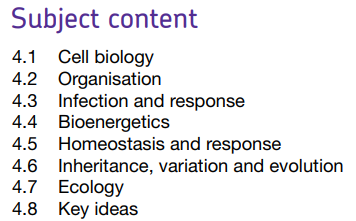 Subject content
4.1 Cell biology
4.2 Organisation
4.3 Infection and response
4.4 Bioenergetics
4.5 Homeostasis and response
4.6 Inheritance, variation and evolution
4.7 Ecology
4.8 Key ideas